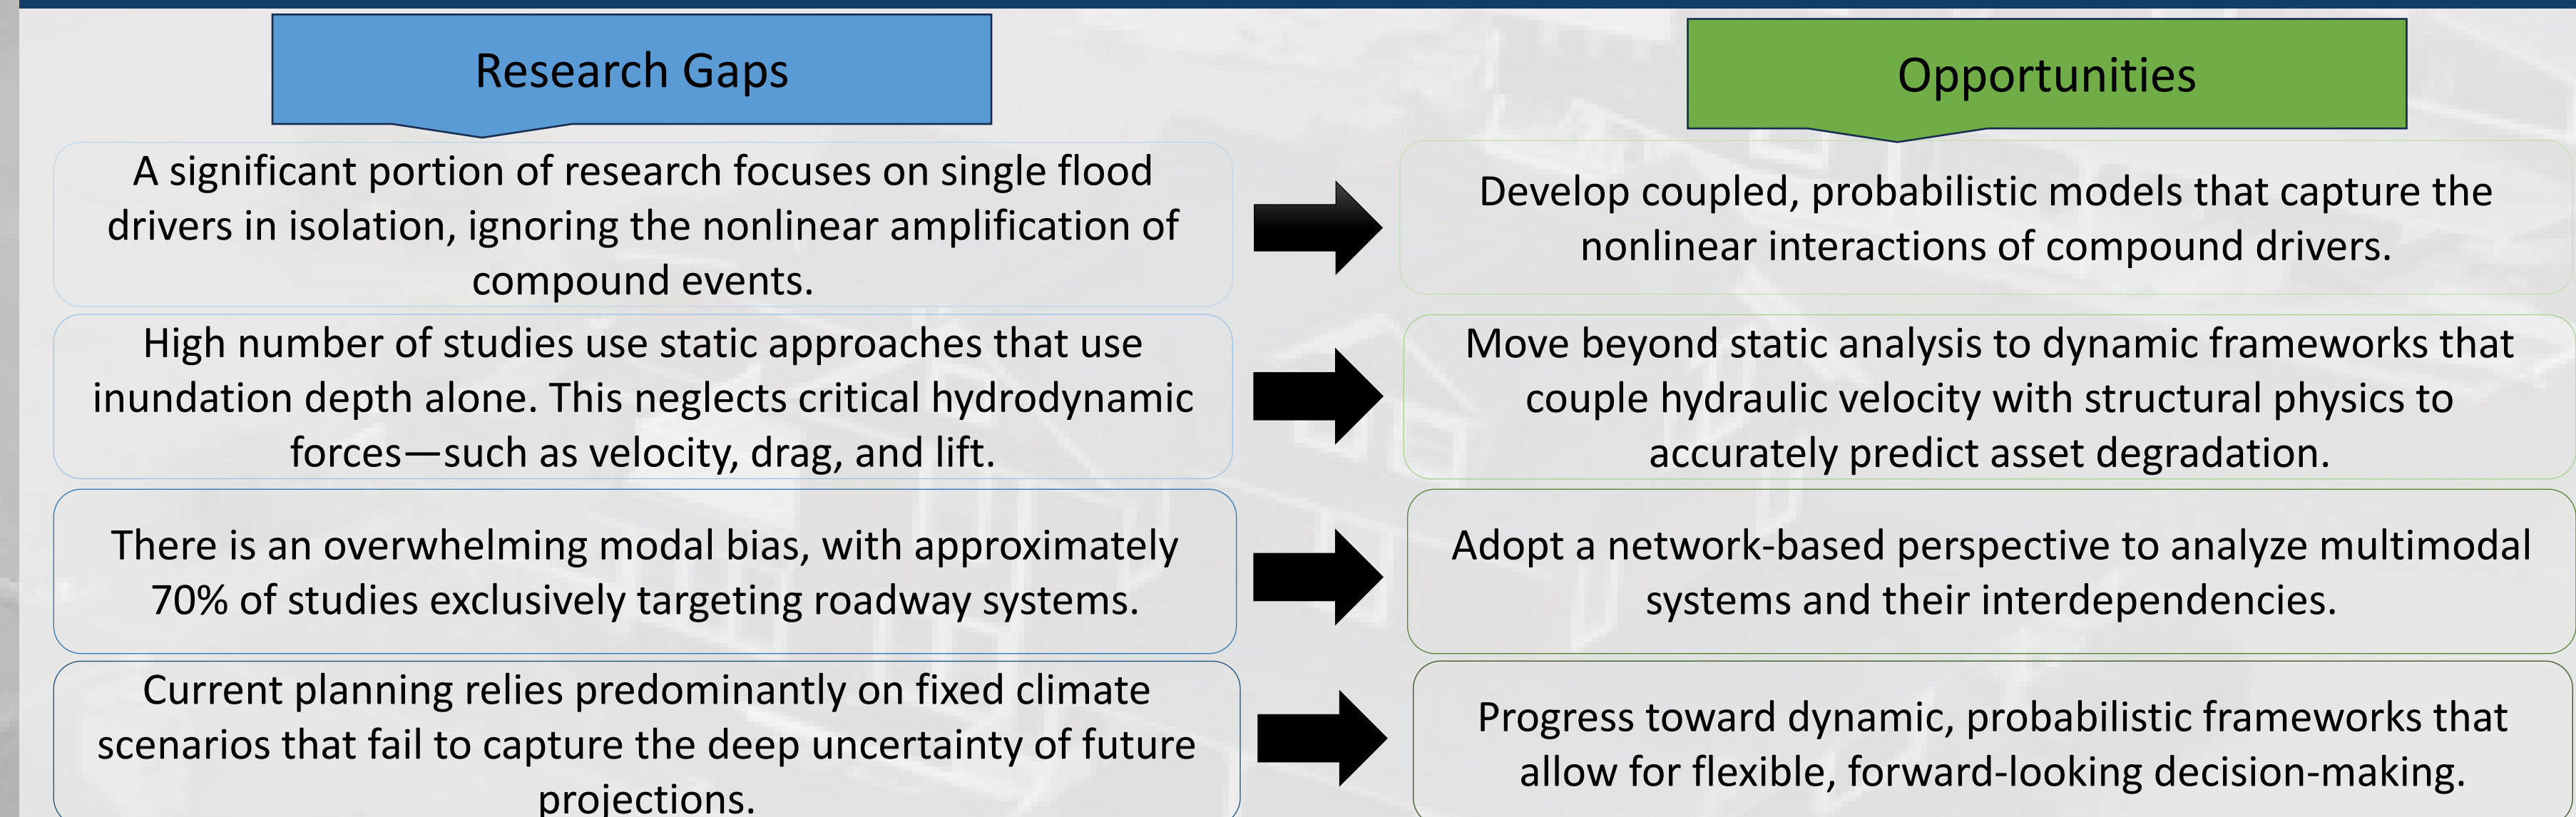 Research Gaps
Opportunities
A significant portion of research focuses on single flood
drivers in isolation, ignoring the nonlinear amplification of
compound events.
Develop coupled, probabilistic models that capture the
nonlinear interactions of compound drivers.
High number of studies use static approaches that use
inundation depth alone. This neglects critical hydrodynamic
forces—such as velocity, drag, and lift.
Move beyond static analysis to dynamic frameworks that
couple hydraulic velocity with structural physics to
accurately predict asset degradation.
There is an overwhelming modal bias, with approximately
70% of studies exclusively targeting roadway systems.
Adopt a network-based perspective to analyze multimodal
systems and their interdependencies.
Current planning relies predominantly on fixed climate
scenarios that fail to capture the deep uncertainty of future
projections.
Progress toward dynamic, probabilistic frameworks that
allow for flexible, forward-looking decision-making.